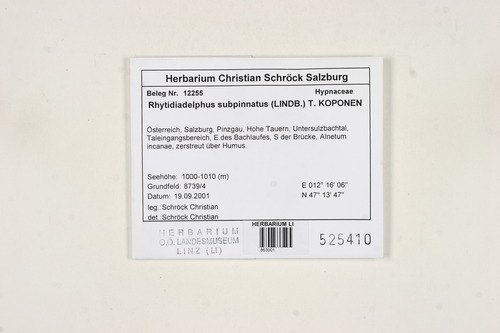 Herbarium Christian Schröck Salzburg
Beleg Nr. 12255 Hypnaceae
Rhytidiadelphus subpinnatus (LINDB.) T. KOPONEN
Österreich, Salzburg, Pinzgau, Hohe Tauern, Untersulzbachtal,
Taleingangsbereich, E des Bachlaufes, S der Brücke, Alnetum
incanae, zerstreut über Humus.
Seehöhe: 1000-1010 (m)
Grundfeld: 8739/4 E 012° 16' 06"
Datum: 19.09.2001 N 47° 13' 47"
leg.:Schröck Christian
det.:Schröck Christian
HERBARIUM LI
HERBARIUM
O.Ö. LANDESMUSEUM
LINZ (LI)
525410